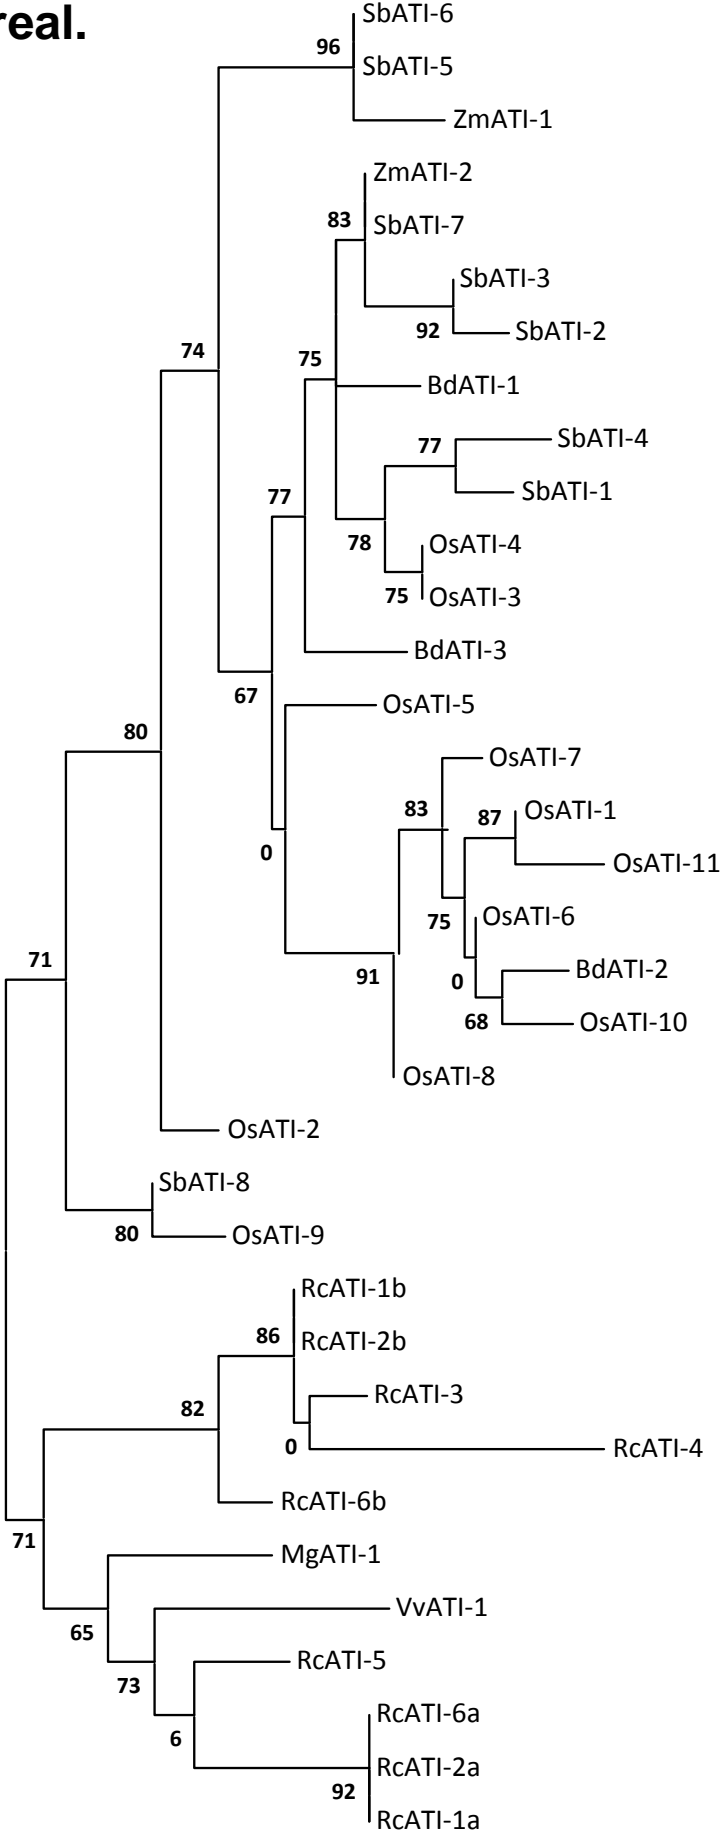 real.
SbATI-6
96
SbATI-5
ZmATI-1
ZmATI-2
83
SbATI-7
SbATI-3
92
SbATI-2
74
75
BdATI-1
SbATI-4
77
SbATI-1
77
OsATI-4
78
75
OsATI-3
BdATI-3
67
OsATI-5
80
OsATI-7
83
87
OsATI-1
0
OsATI-11
75
OsATI-6
71
91
BdATI-2
0
68
OsATI-10
OsATI-8
OsATI-2
SbATI-8
80
OsATI-9
RcATI-1b
86
RcATI-2b
82
RcATI-3
0
RcATI-4
RcATI-6b
71
MgATI-1
VvATI-1
65
RcATI-5
73
RcATI-6a
6
RcATI-2a
92
RcATI-1a